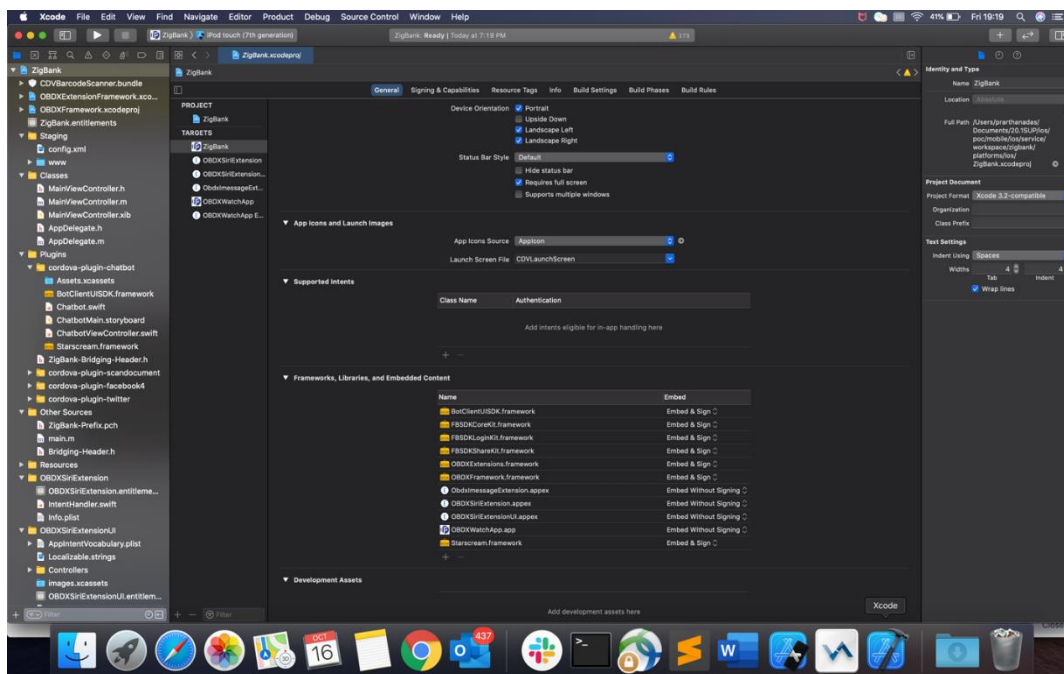 Xcode File Edit View Find Navigate Editor Product Debug Source Control Window Help 41% Fri 19:19
ZigBank iPod touch (7th generation) ZigBank: Ready | Today at 7:19 PM 273
ZigBank.xcodeproj
ZigBank
CDVBarcodeScanner.bundle
OBDXExtensionFramework.xco...
OBDXFramework.xcodeproj
ZigBank.entitlements
Staging
config.xml
www
Classes
MainViewController.h
MainViewController.m
MainViewController.xib
AppDelegate.h
AppDelegate.m
Plugins
cordova-plugin-chatbot
Assets.xcassets
BotClientUISDK.framework
Chatbot.swift
ChatbotMain.storyboard
ChatbotViewController.swift
Starscream.framework
ZigBank-Bridging-Header.h
cordova-plugin-scandocument
cordova-plugin-facebook4
cordova-plugin-twitter
Other Sources
ZigBank-Prefix.pch
main.m
Bridging-Header.h
Resources
OBDXSiriExtension
OBDXSiriExtension.entitleme...
IntentHandler.swift
Info.plist
OBDXSiriExtensionUI
AppIntentVocabulary.plist
Localizable.strings
Controllers
images.xcassets
OBDXSiriExtensionUI.entitlem...
Filter
ZigBank
General Signing & Capabilities Resource Tags Info Build Settings Build Phases Build Rules
PROJECT
ZigBank
TARGETS
ZigBank
OBDXSiriExtension
OBDXSiriExtension...
ObdxImessageExt...
OBDXWatchApp
OBDXWatchApp E...
Filter
Device Orientation Portrait
Upside Down
Landscape Left
Landscape Right
Status Bar Style Default
Hide status bar
Requires full screen
Supports multiple windows
App Icons and Launch Images
App Icons Source AppIcon
Launch Screen File CDVLaunchScreen
Supported Intents
Class Name Authentication
Add intents eligible for in-app handling here
Frameworks, Libraries, and Embedded Content
Name Embed
BotClientUISDK.framework Embed & Sign
FBSDKCoreKit.framework Embed & Sign
FBSDKLoginKit.framework Embed & Sign
FBSDKShareKit.framework Embed & Sign
OBDXExtensions.framework Embed & Sign
OBDXFramework.framework Embed & Sign
ObdxImessageExtension.appex Embed Without Signing
OBDXSiriExtension.appex Embed Without Signing
OBDXSiriExtensionUI.appex Embed Without Signing
OBDXWatchApp.app Embed Without Signing
Starscream.framework Embed & Sign
Development Assets
Add development assets here
Xcode
Identity and Type
Name ZigBank
Location Absolute
Full Path /Users/prarthanadas/
Documents/20.1SUP/ios/
poc/mobile/ios/service/
workspace/zigbank/
platforms/ios/
ZigBank.xcodeproj
Project Document
Project Format Xcode 3.2-compatible
Organization
Class Prefix
Text Settings
Indent Using Spaces
Widths 4 4
Tab Indent
Wrap lines
OCT
16
437
W